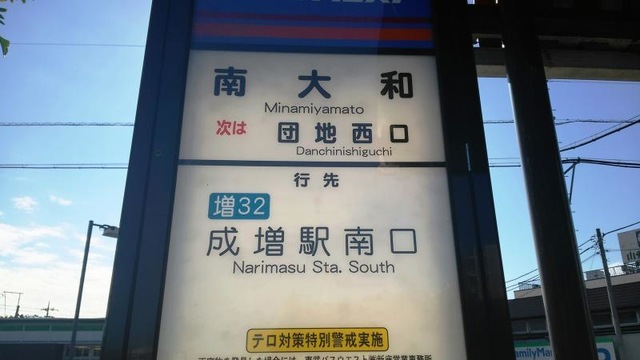 南大和
Minamiyamato
次は 団地西口
Danchinishiguchi
行先
増32
成増駅南口
Narimasu Sta. South
テロ対策特別警戒実施
FamilyMar